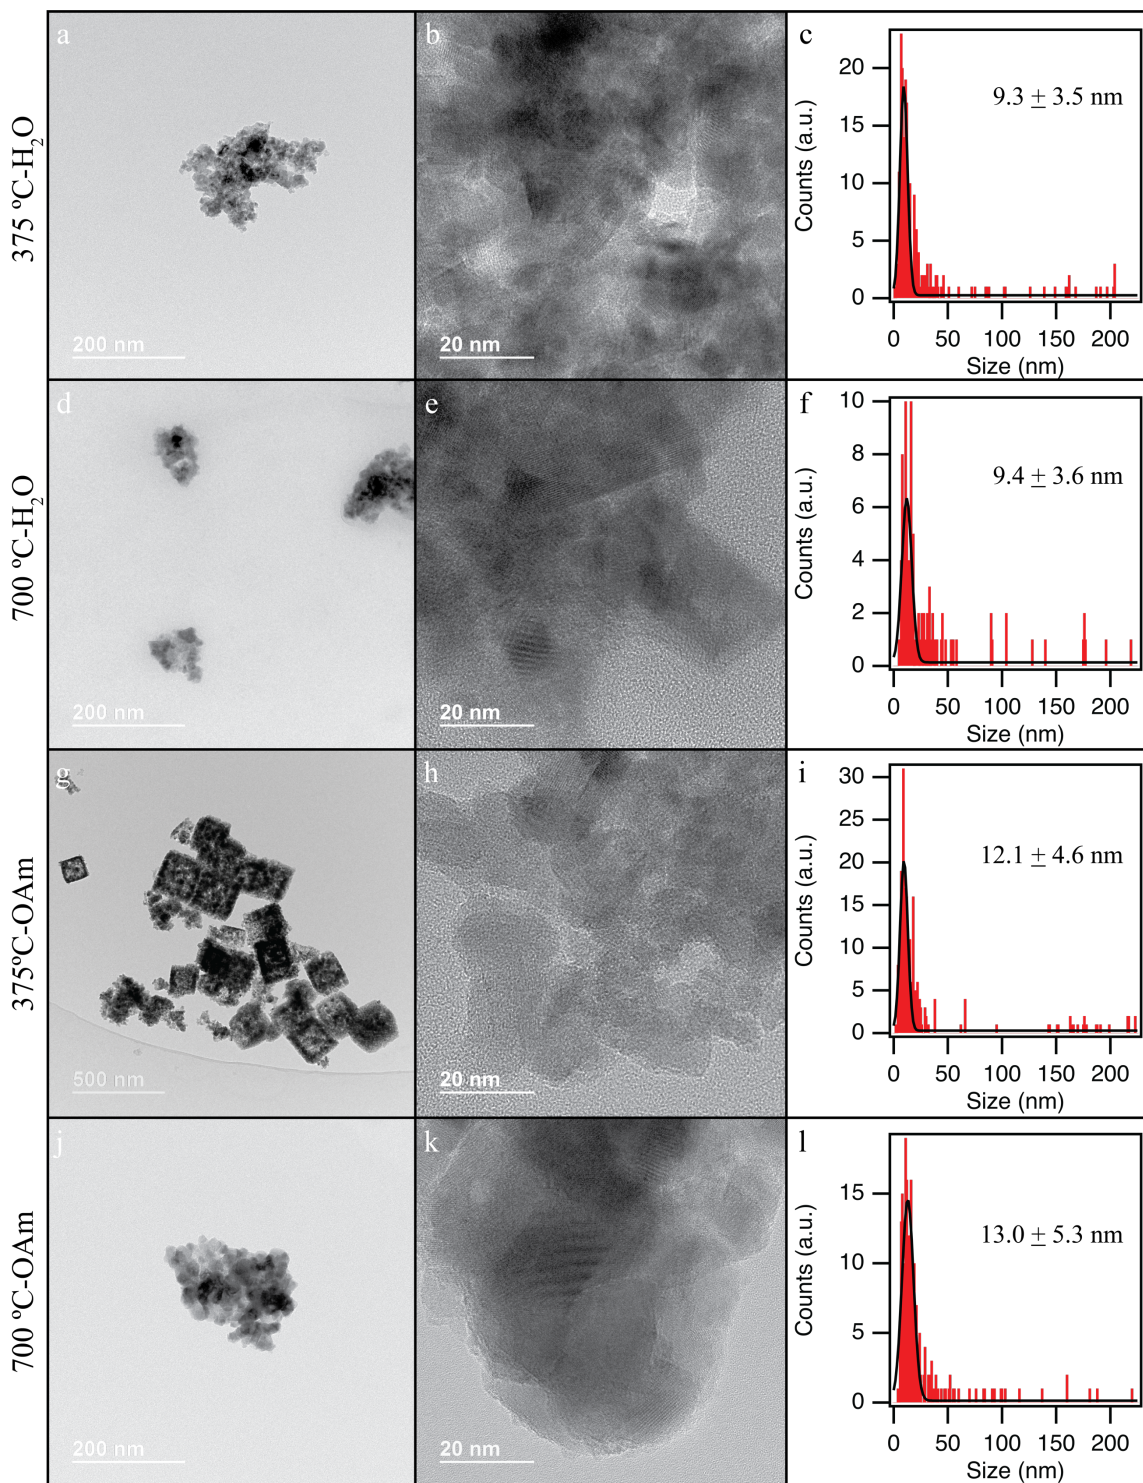 375 ºC-H₂O
a
200 nm
b
20 nm
c
9.3 ± 3.5 nm
Counts (a.u.)
20
15
10
5
0
0 50 100 150 200
Size (nm)
700 ºC-H₂O
d
200 nm
e
20 nm
f
9.4 ± 3.6 nm
Counts (a.u.)
10
8
6
4
2
0
0 50 100 150 200
Size (nm)
375ºC-OAm
g
500 nm
h
20 nm
i
12.1 ± 4.6 nm
Counts (a.u.)
30
25
20
15
10
5
0
0 50 100 150 200
Size (nm)
700 ºC-OAm
j
200 nm
k
20 nm
l
13.0 ± 5.3 nm
Counts (a.u.)
15
10
5
0
0 50 100 150 200
Size (nm)